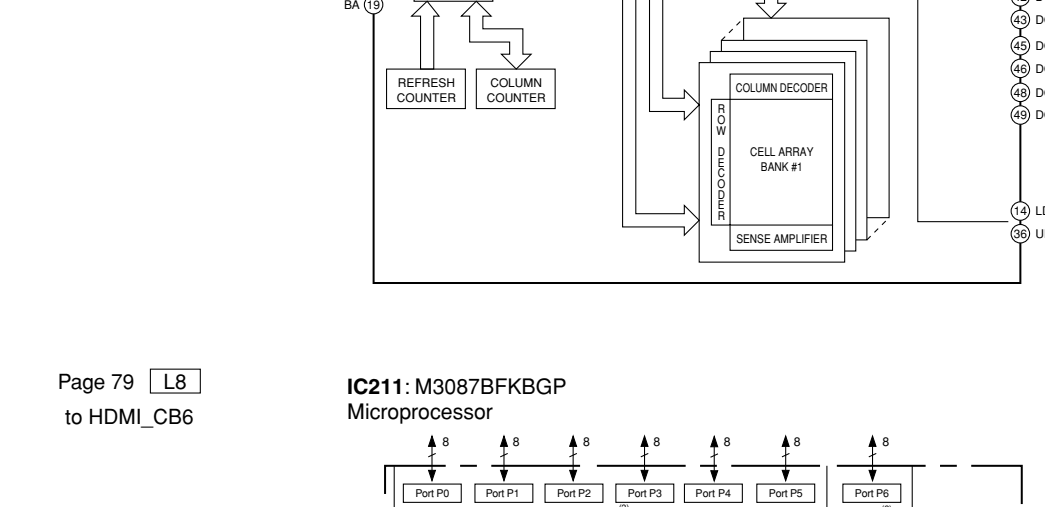 BA 19
REFRESH
COUNTER
COLUMN
COUNTER
COLUMN DECODER
ROW DECODER
CELL ARRAY
BANK #1
SENSE AMPLIFIER
43
45
46
48
49
14
36
Page 79 L8
to HDMI_CB6
IC211: M3087BFKBGP
Microprocessor
8 8 8 8 8 8 8
Port P0 Port P1 Port P2 Port P3 Port P4 Port P5 Port P6